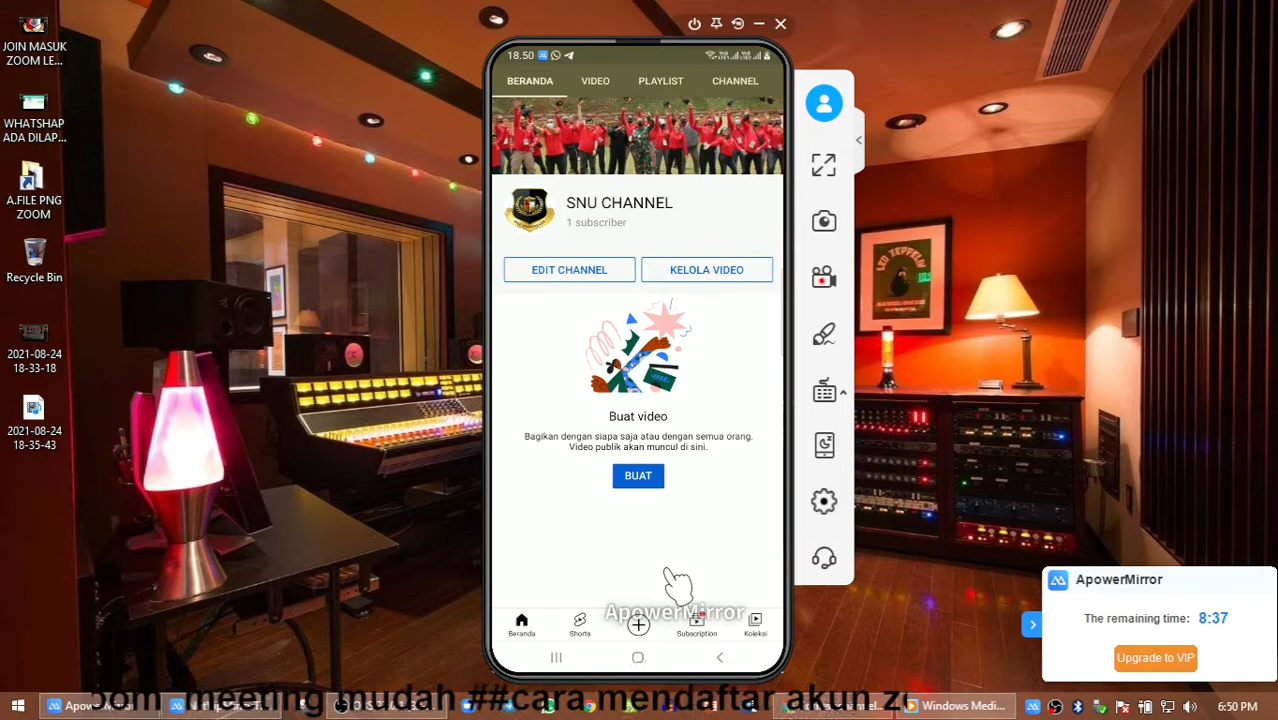 JOIN MASUK
ZOOM LE...
WHATSHAP
ADA DILAP...
A.FILE PNG
ZOOM
Recycle Bin
2021-08-24
18-33-18
2021-08-24
18-35-43
18.50
BERANDA VIDEO PLAYLIST CHANNEL
SNU CHANNEL
1 subscriber
EDIT CHANNEL KELOLA VIDEO
Buat video
Bagikan dengan siapa saja atau dengan semua orang.
Video publik akan muncul di sini.
BUAT
ApowerMirror
Beranda Shorts Subscription Koleksi
LED ZEPPELIN
ApowerMirror
The remaining time: 8:37
Upgrade to VIP
meeting mudah ##cara mendaftar akun
Windows Medi...
6:50 PM